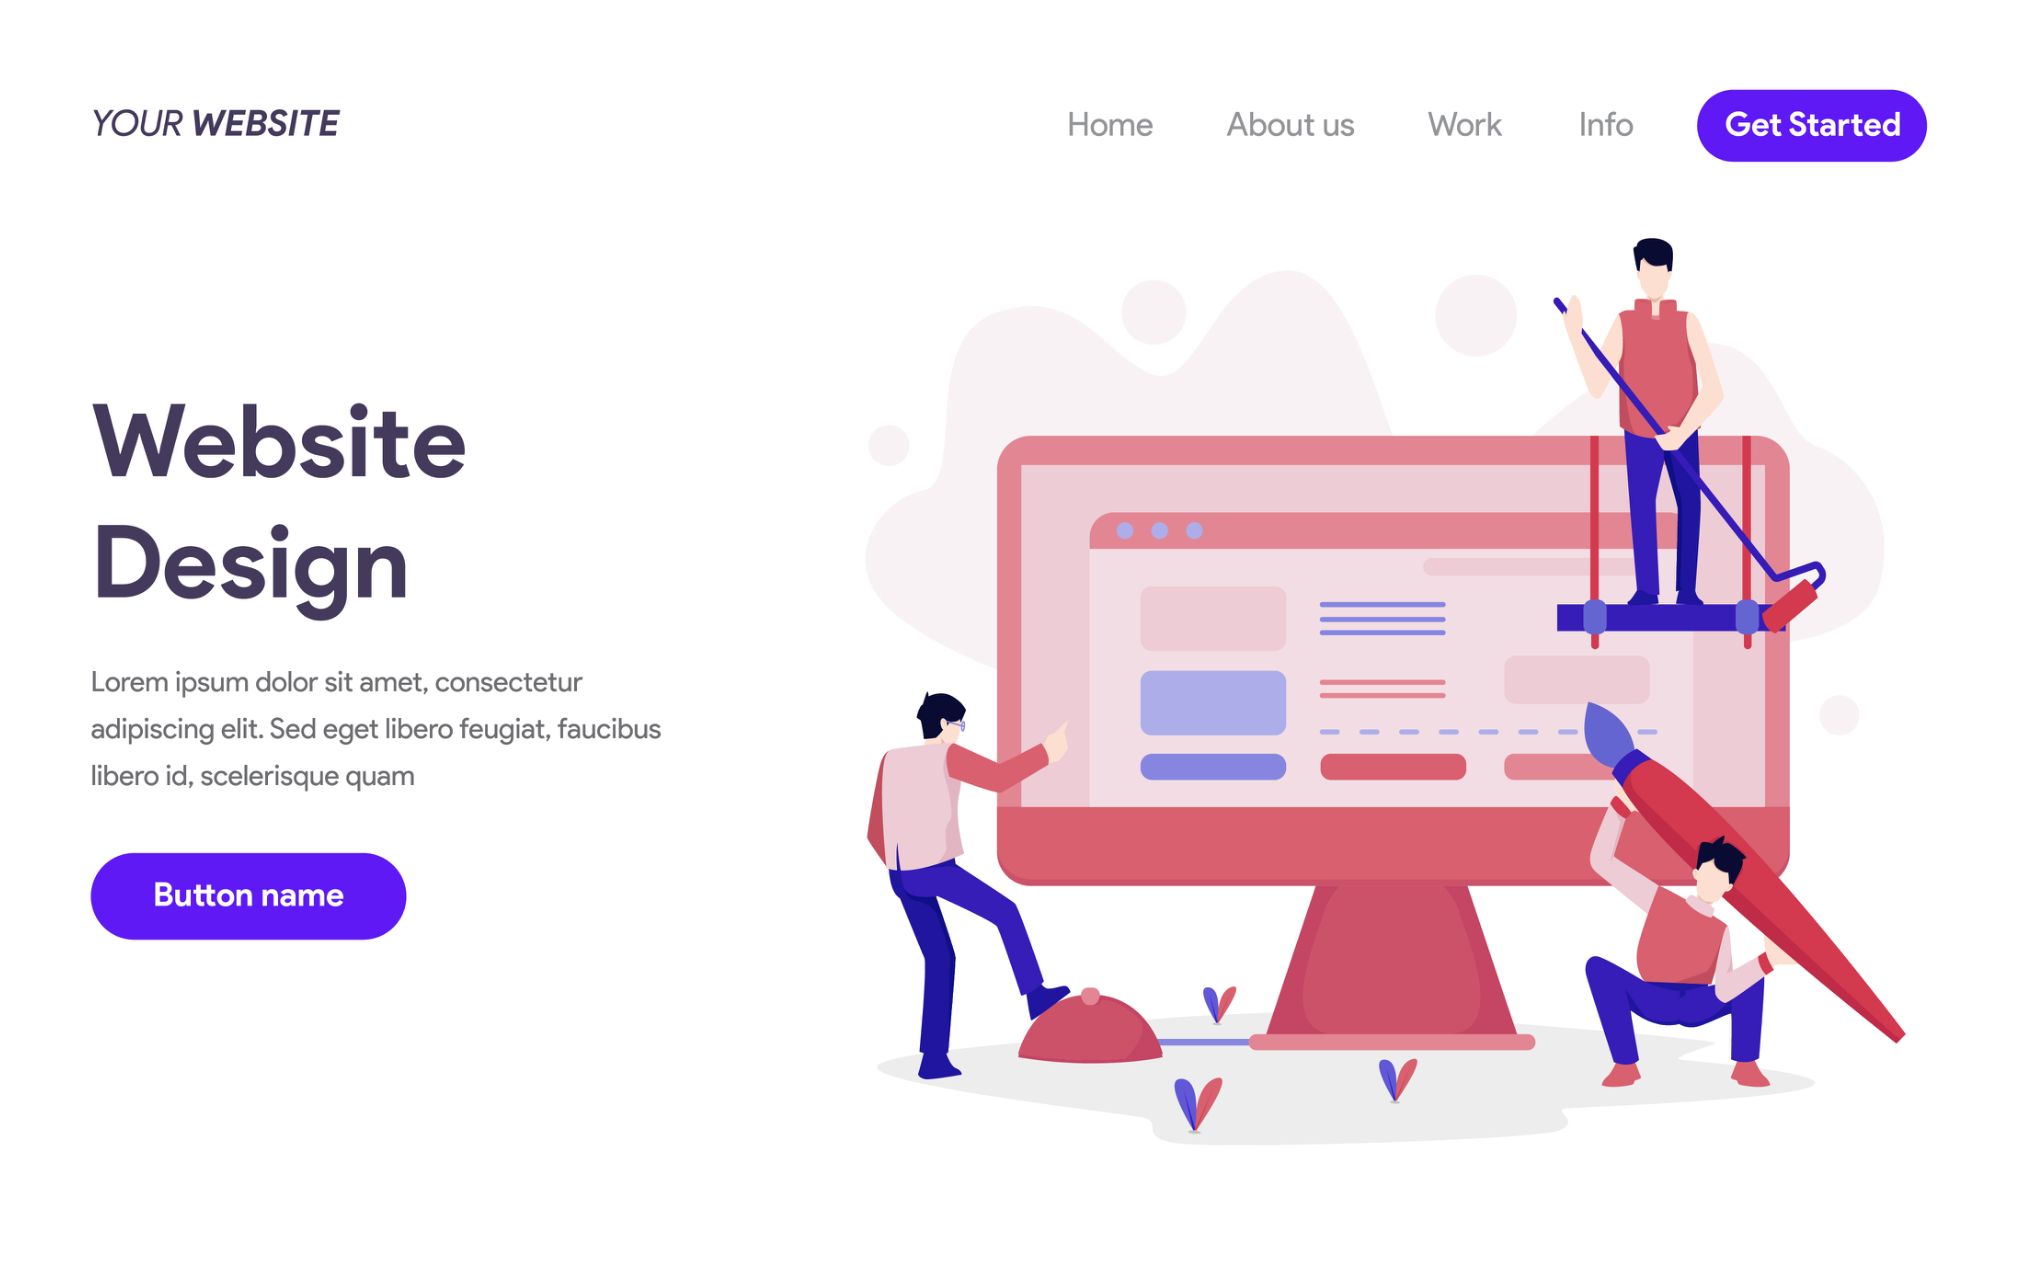 YOUR WEBSITE
Home About us Work Info Get Started
Website
Design
Lorem ipsum dolor sit amet, consectetur
adipiscing elit. Sed eget libero feugiat, faucibus
libero id, scelerisque quam
Button name